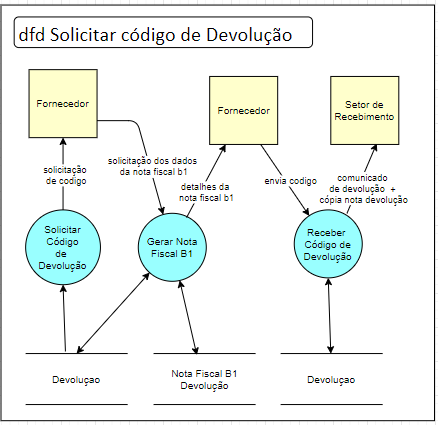 dfd Solicitar código de Devolução
Fornecedor
Fornecedor
Setor de
Recebimento
solicitação
de codigo
solicitação dos dados
da nota fiscal b1
detalhes da
nota fiscal b1
envia codigo
comunicado
de devolução +
cópia nota devolução
Solicitar
Código
de
Devolução
Gerar Nota
Fiscal B1
Receber
Código de
Devolução
Devoluçao
Nota Fiscal B1
Devolução
Devoluçao